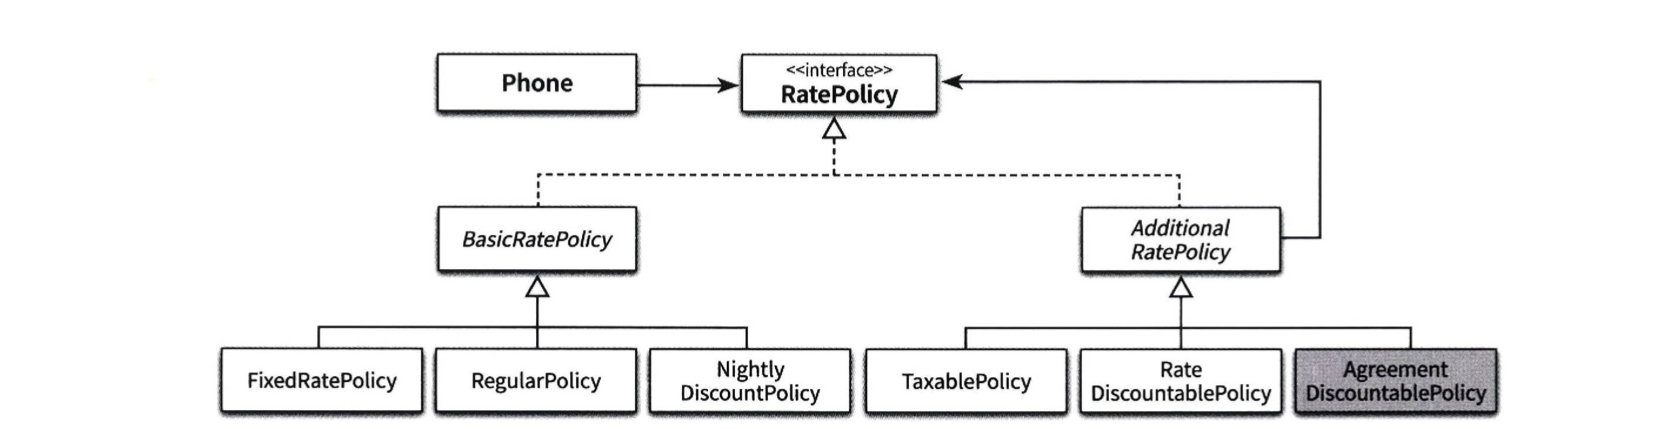 Phone
<<interface>>
RatePolicy
BasicRatePolicy
Additional
RatePolicy
FixedRatePolicy
RegularPolicy
Nightly
DiscountPolicy
TaxablePolicy
Rate
DiscountablePolicy
Agreement
DiscountablePolicy